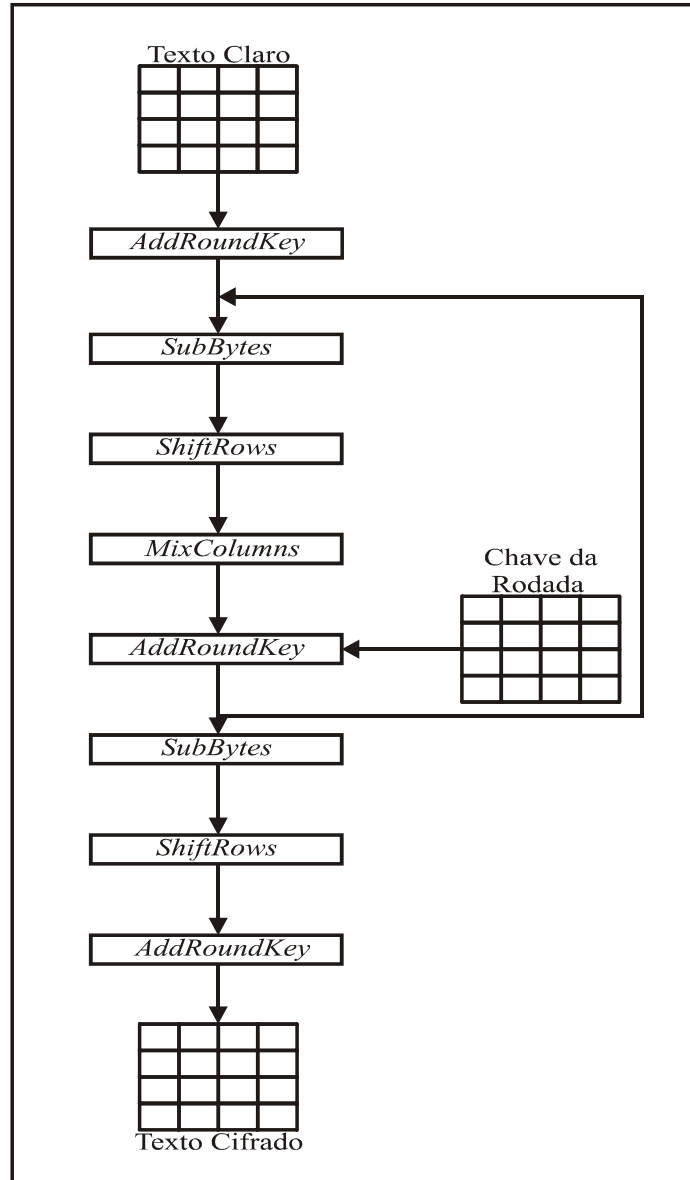 Texto Claro
AddRoundKey
SubBytes
ShiftRows
MixColumns
Chave da
Rodada
AddRoundKey
SubBytes
ShiftRows
AddRoundKey
Texto Cifrado